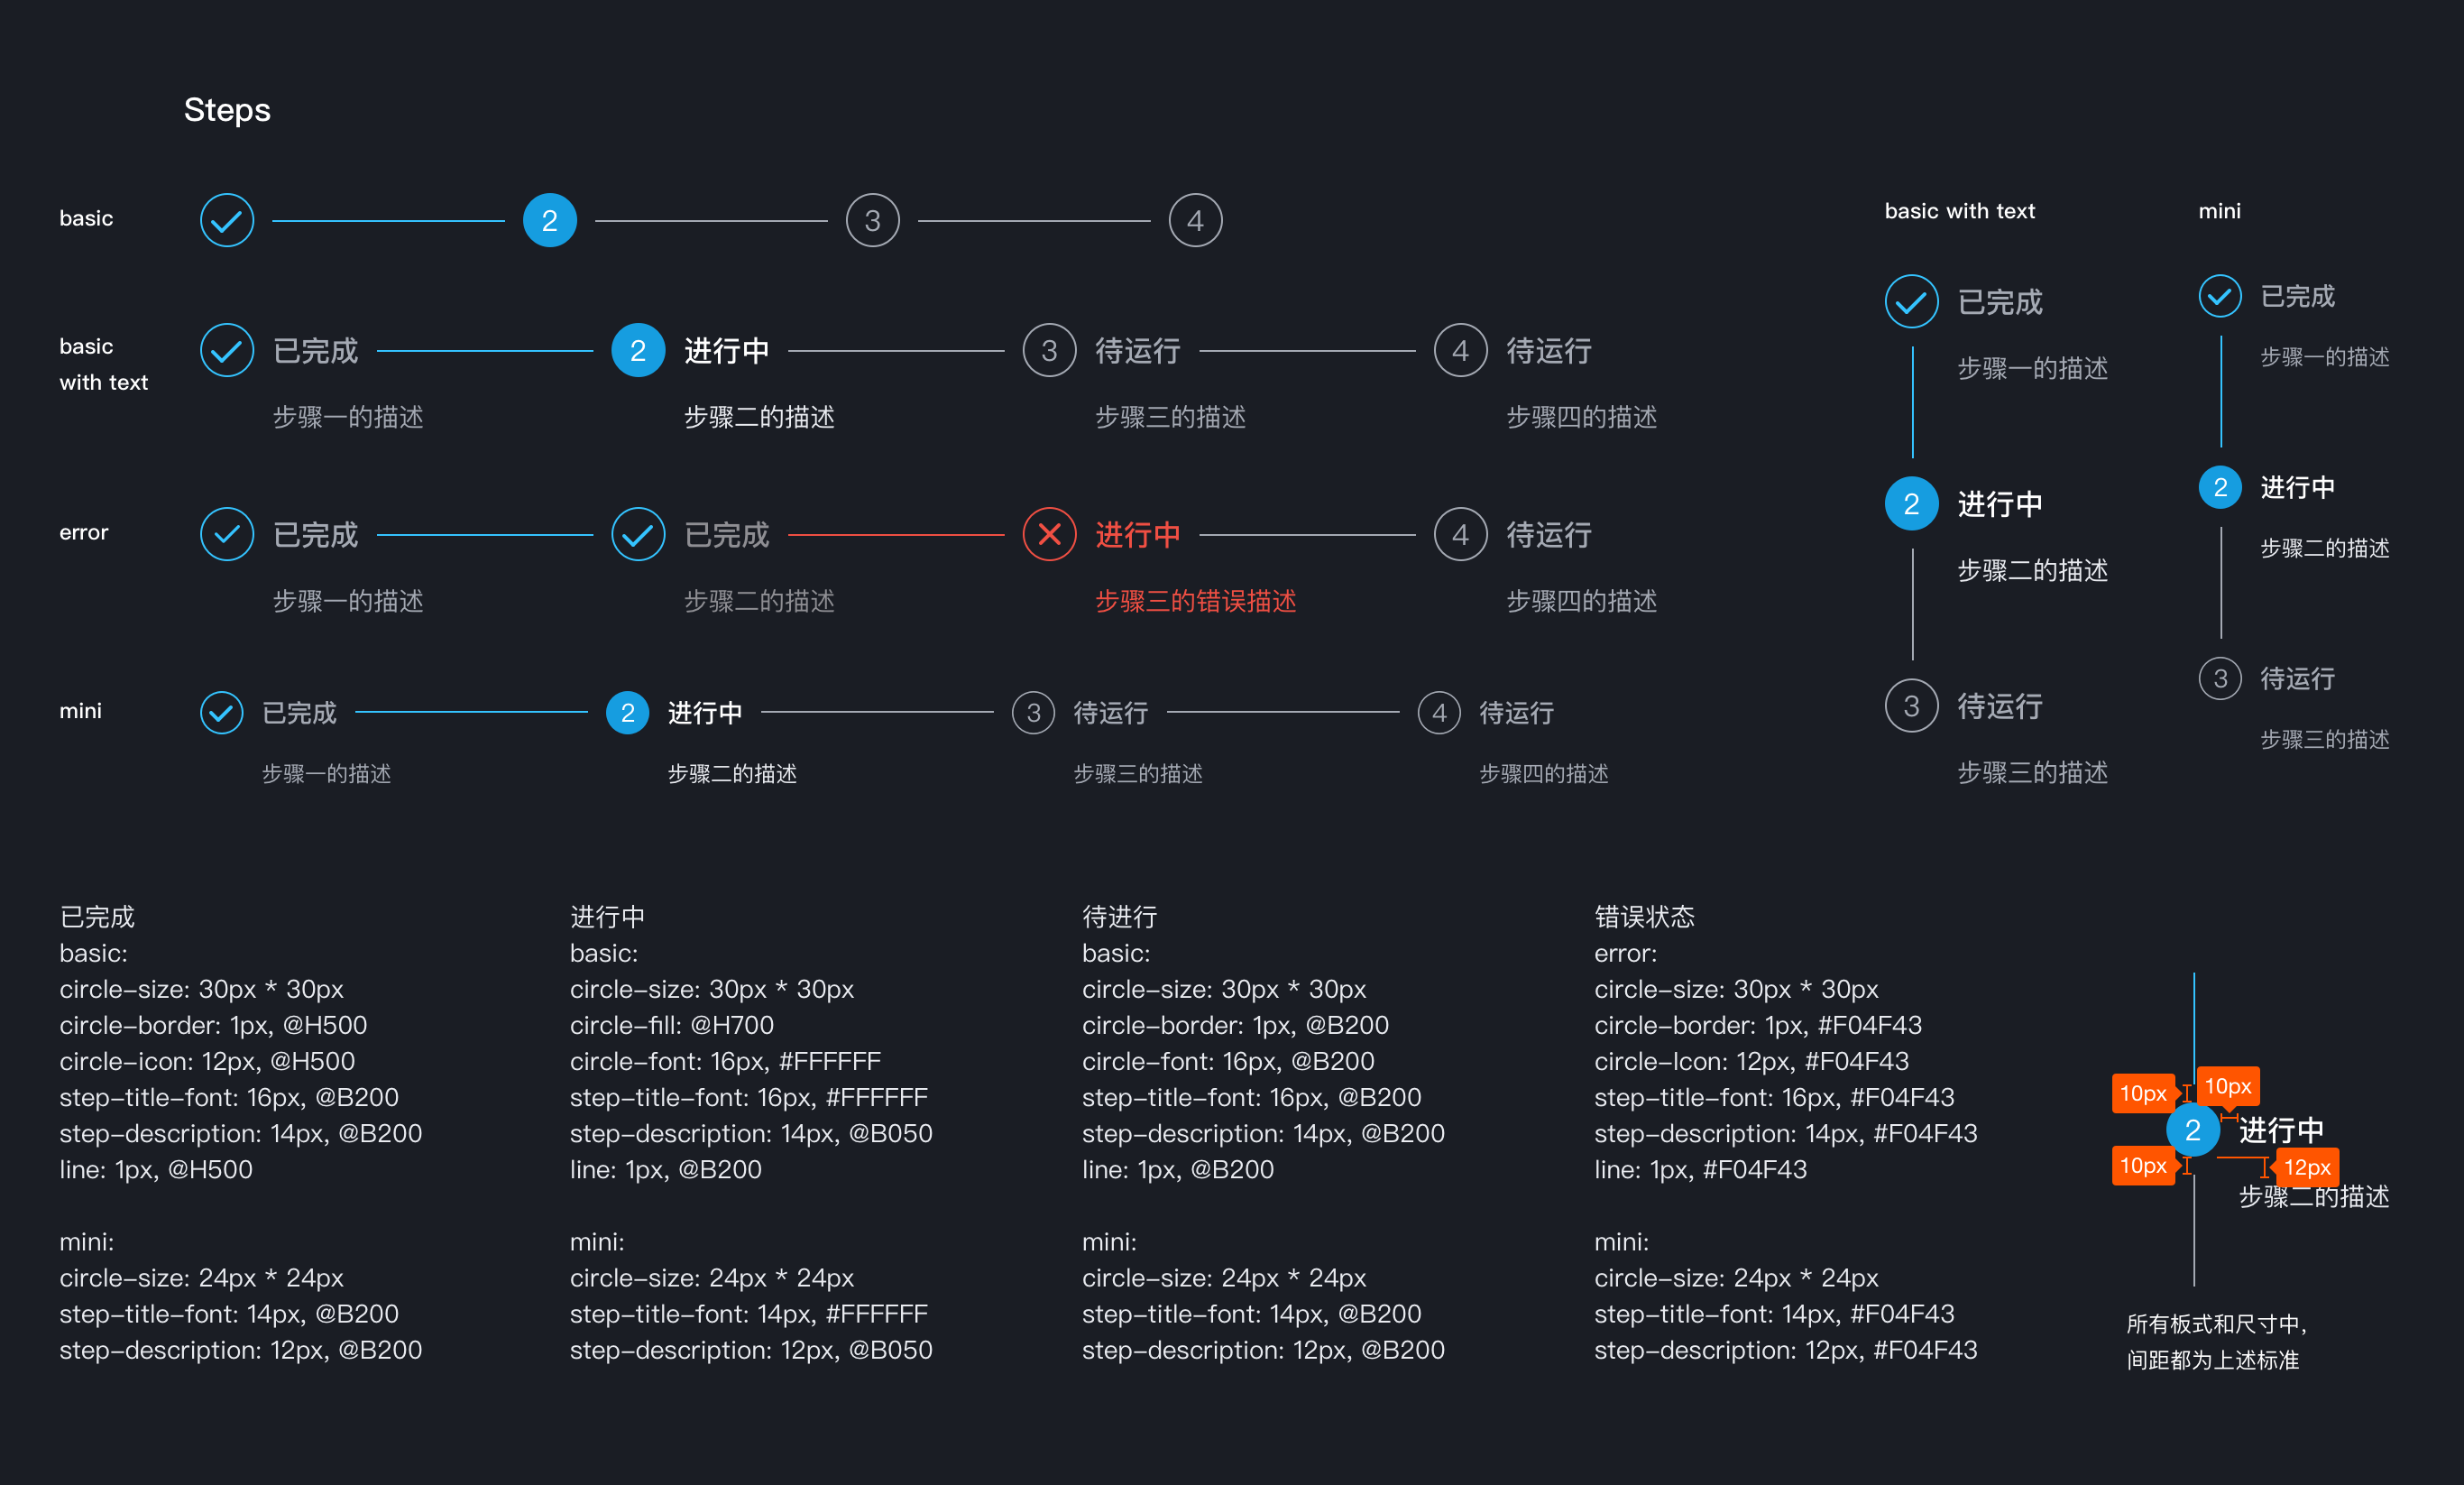 Steps
basic
2
3
4
basic
with text
已完成
2
进行中
3
待运行
4
待运行
步骤一的描述
步骤二的描述
步骤三的描述
步骤四的描述
error
已完成
已完成
进行中
4
待运行
步骤一的描述
步骤二的描述
步骤三的错误描述
步骤四的描述
mini
已完成
2
进行中
3
待运行
4
待运行
步骤一的描述
步骤二的描述
步骤三的描述
步骤四的描述
basic with text
已完成
步骤一的描述
2
进行中
步骤二的描述
3
待运行
步骤三的描述
mini
已完成
步骤一的描述
2
进行中
步骤二的描述
3
待运行
步骤三的描述
已完成
basic:
circle-size: 30px * 30px
circle-border: 1px, @H500
circle-icon: 12px, @H500
step-title-font: 16px, @B200
step-description: 14px, @B200
line: 1px, @H500
mini:
circle-size: 24px * 24px
step-title-font: 14px, @B200
step-description: 12px, @B200
进行中
basic:
circle-size: 30px * 30px
circle-fill: @H700
circle-font: 16px, #FFFFFF
step-title-font: 16px, #FFFFFF
step-description: 14px, @B050
line: 1px, @B200
mini:
circle-size: 24px * 24px
step-title-font: 14px, #FFFFFF
step-description: 12px, @B050
待进行
basic:
circle-size: 30px * 30px
circle-border: 1px, @B200
circle-font: 16px, @B200
step-title-font: 16px, @B200
step-description: 14px, @B200
line: 1px, @B200
mini:
circle-size: 24px * 24px
step-title-font: 14px, @B200
step-description: 12px, @B200
错误状态
error:
circle-size: 30px * 30px
circle-border: 1px, #F04F43
circle-Icon: 12px, #F04F43
step-title-font: 16px, #F04F43
step-description: 14px, #F04F43
line: 1px, #F04F43
mini:
circle-size: 24px * 24px
step-title-font: 14px, #F04F43
step-description: 12px, #F04F43
10px
10px
2
进行中
10px
12px
步骤二的描述
所有板式和尺寸中，
间距都为上述标准